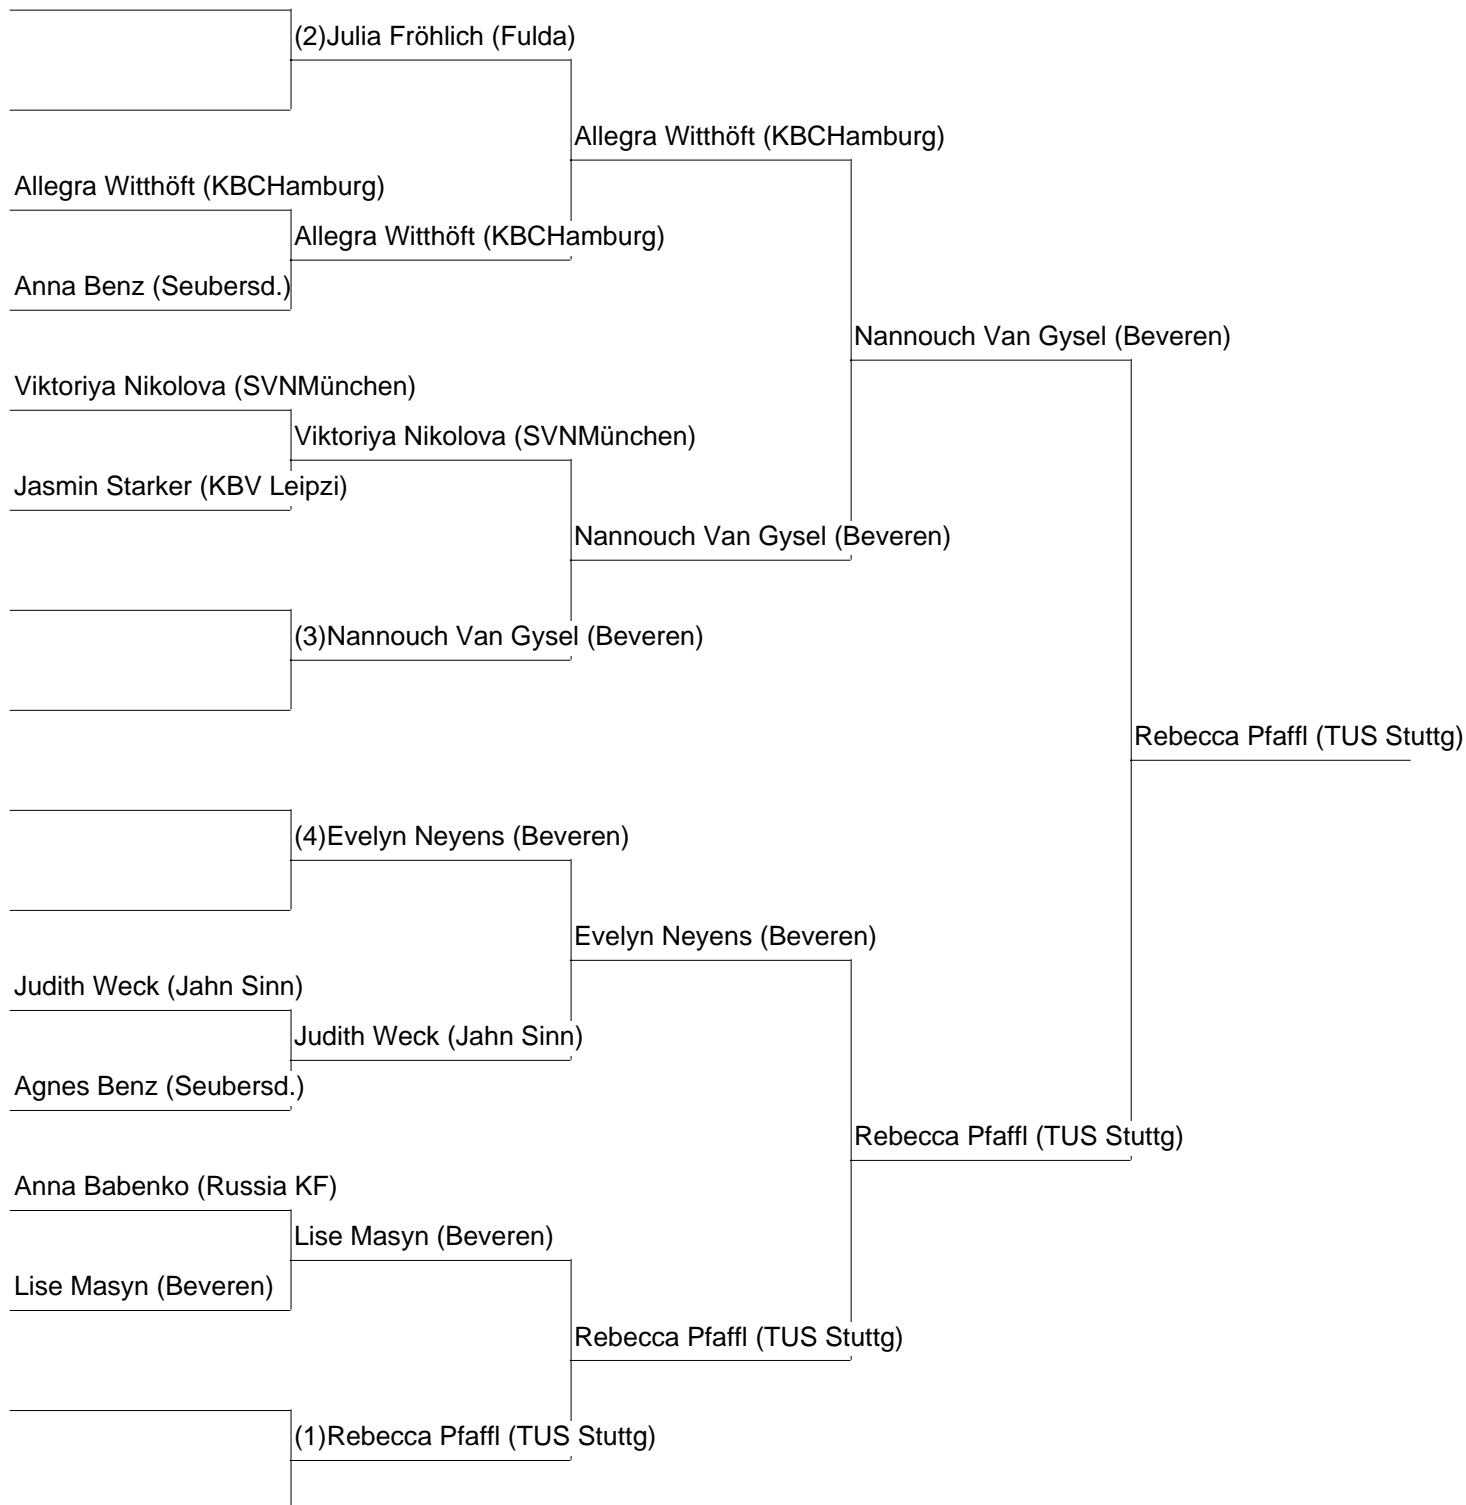 (2)Julia Fröhlich (Fulda)
Allegra Witthöft (KBCHamburg)
Allegra Witthöft (KBCHamburg)
Allegra Witthöft (KBCHamburg)
Anna Benz (Seubersd.)
Nannouch Van Gysel (Beveren)
Viktoriya Nikolova (SVNMünchen)
Viktoriya Nikolova (SVNMünchen)
Jasmin Starker (KBV Leipzi)
Nannouch Van Gysel (Beveren)
(3)Nannouch Van Gysel (Beveren)
Rebecca Pfaffl (TUS Stuttg)
(4)Evelyn Neyens (Beveren)
Evelyn Neyens (Beveren)
Judith Weck (Jahn Sinn)
Judith Weck (Jahn Sinn)
Agnes Benz (Seubersd.)
Rebecca Pfaffl (TUS Stuttg)
Anna Babenko (Russia KF)
Lise Masyn (Beveren)
Lise Masyn (Beveren)
Rebecca Pfaffl (TUS Stuttg)
(1)Rebecca Pfaffl (TUS Stuttg)